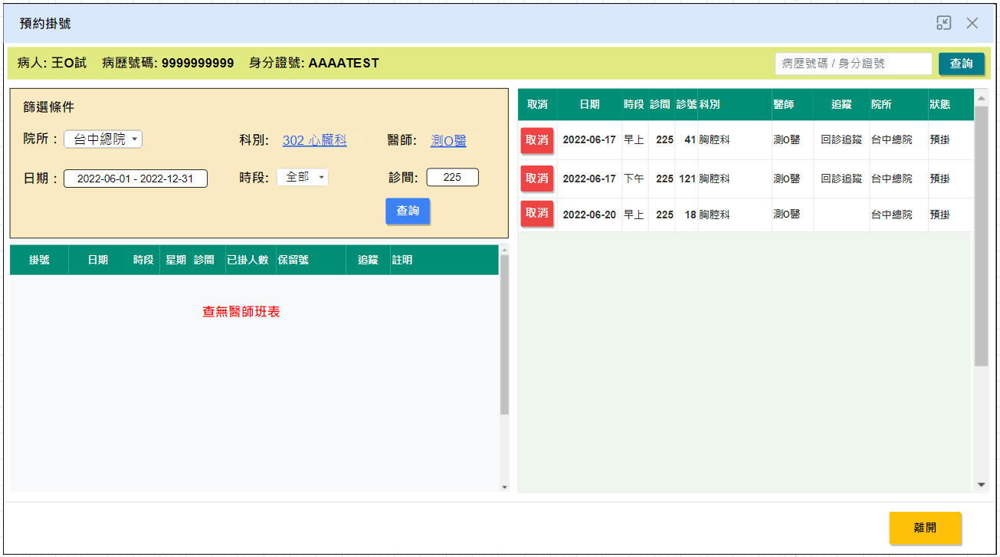 預約掛號
病人: 王O試 病歷號碼: 9999999999 身分證號: AAAATEST 病歷號碼 / 身分證號 查詢
篩選條件
院所 : 台中總院 科別: 302 心臟科 醫師: 測O醫
日期 : 2022-06-01 - 2022-12-31 時段: 全部 診間: 225
查詢
掛號 日期 時段 星期 診間 已掛人數 保留號 追蹤 註明
查無醫師班表
取消 日期 時段 診間 診號 科別 醫師 追蹤 院所 狀態
取消 2022-06-17 早上 225 41 胸腔科 測O醫 回診追蹤 台中總院 預掛
取消 2022-06-17 下午 225 121 胸腔科 測O醫 回診追蹤 台中總院 預掛
取消 2022-06-20 早上 225 18 胸腔科 測O醫 台中總院 預掛
離開